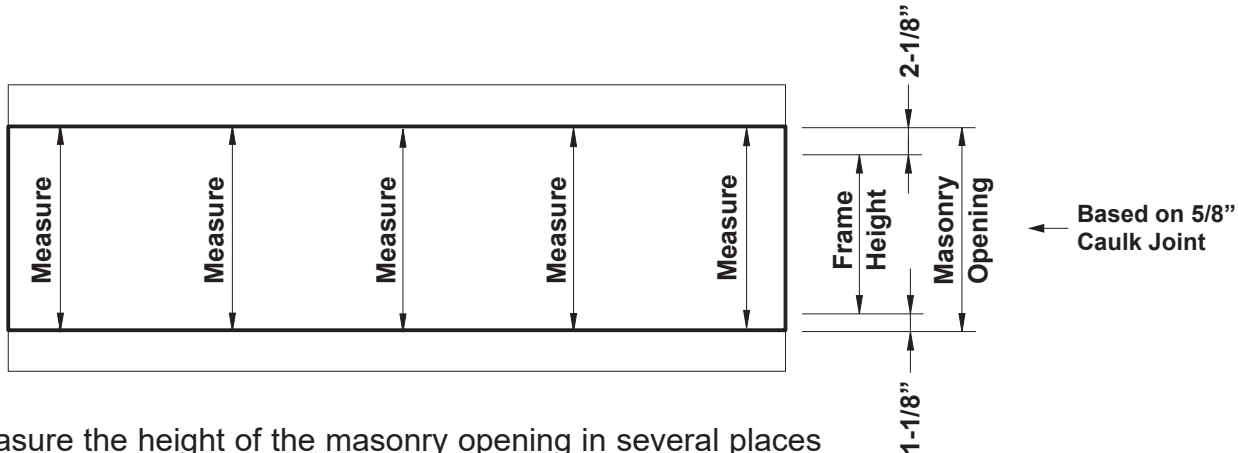 2-1/8”
Measure
Measure
Measure
Measure
Measure
Frame
Height
Masonry
Opening
Based on 5/8”
Caulk Joint
1-1/8”
asure the height of the masonry opening in several places